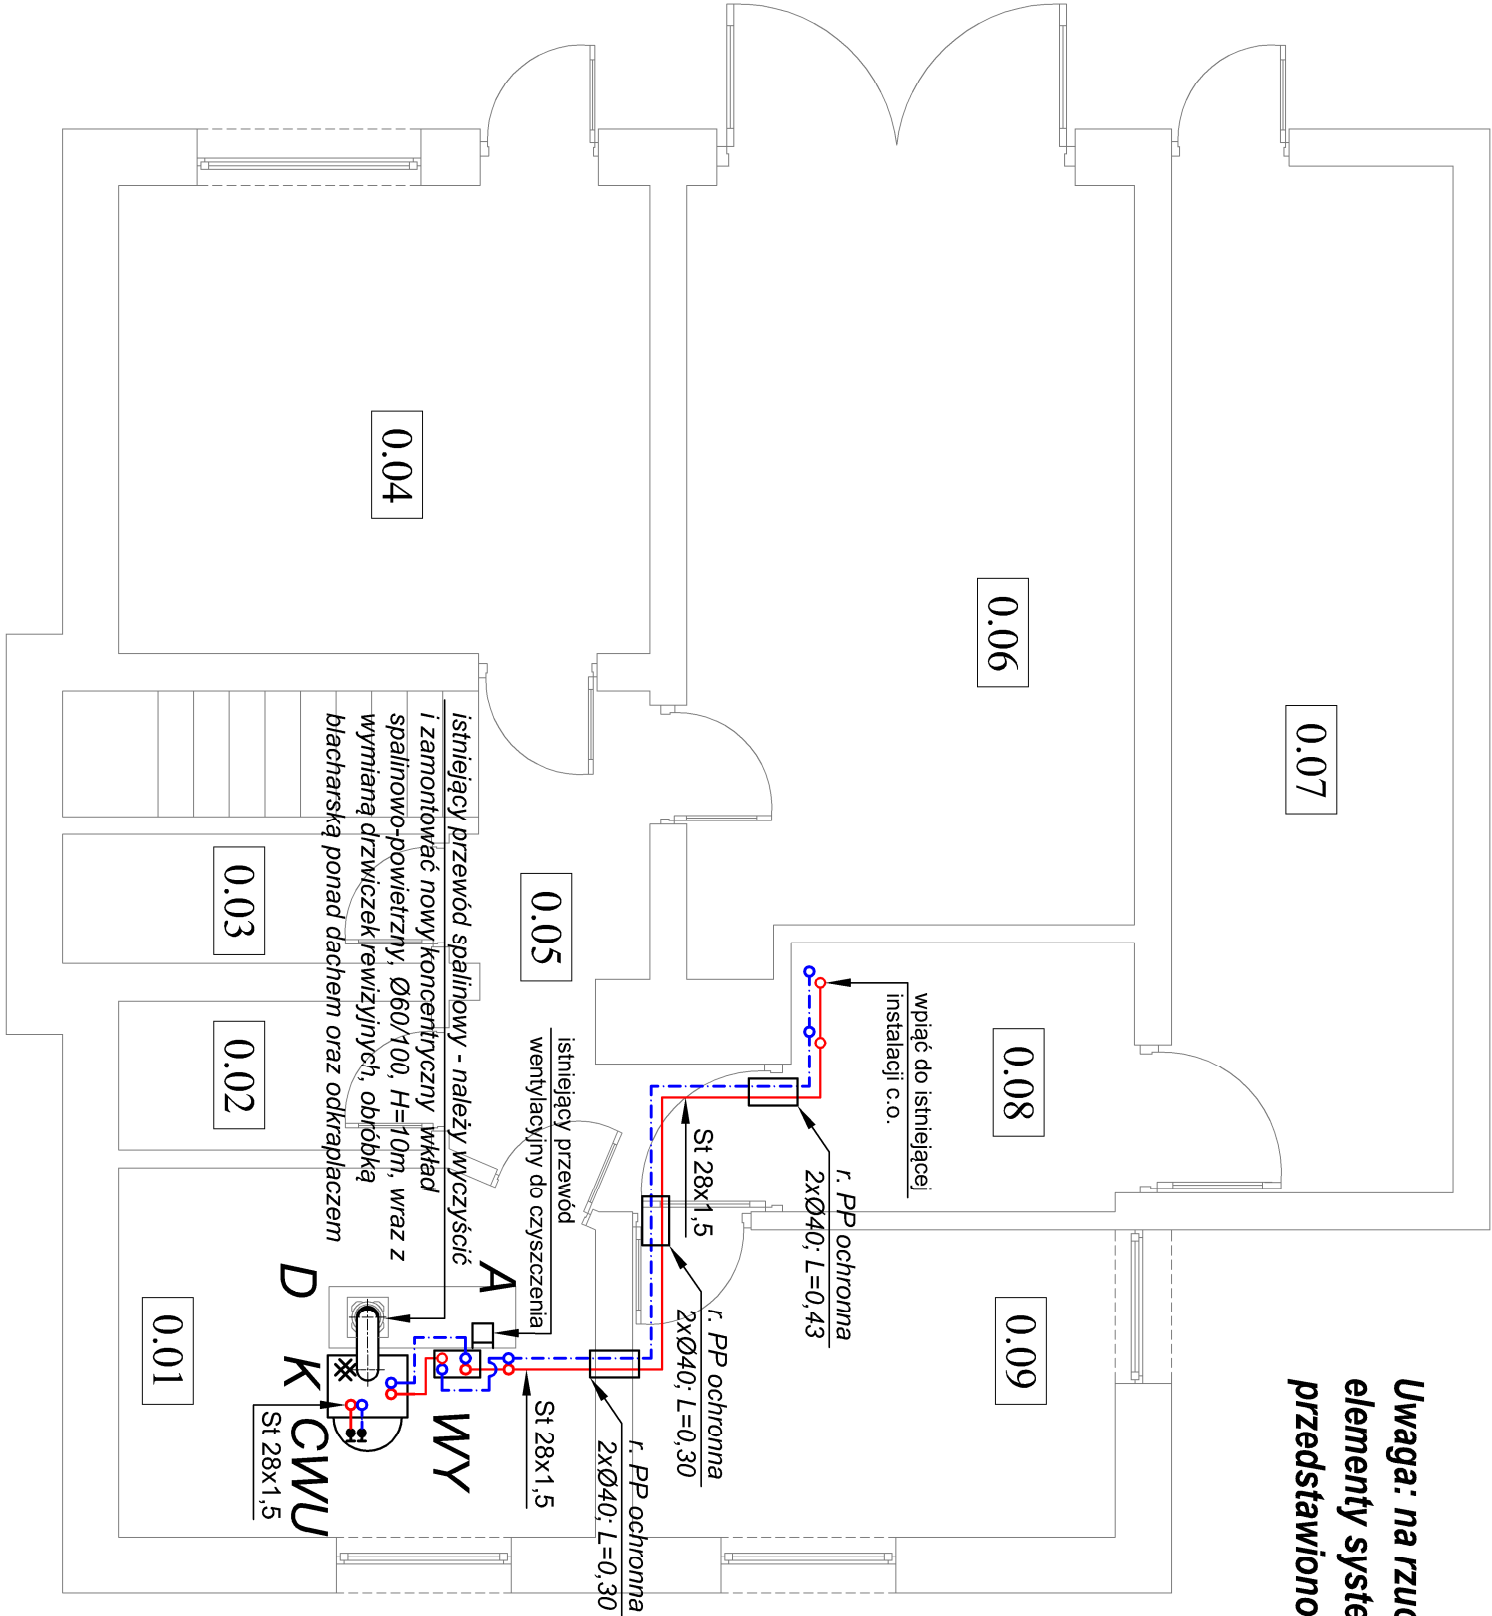 Uwaga: na rzuc
elementy syste
przedstawiono
0.07
0.06
0.04
0.08
0.09
0.05
0.03
0.02
0.01
wpiąć do istniejącej
instalacji c.o.
r. PP ochronna
2xØ40; L=0,43
St 28x1,5
r. PP ochronna
2xØ40; L=0,30
r. PP ochronna
2xØ40; L=0,30
St 28x1,5
istniejący przewód
wentylacyjny do czyszczenia
istniejący przewód spalinowy - należy wyczyścić
i zamontować nowy koncentryczny wkład
spalinowo-powietrzny, Ø60/100, H=10m, wraz z
wymianą drzwiczek rewizyjnych, obróbką
blacharską ponad dachem oraz odkraplaczem
A
WY
D
K
CWU
St 28x1,5